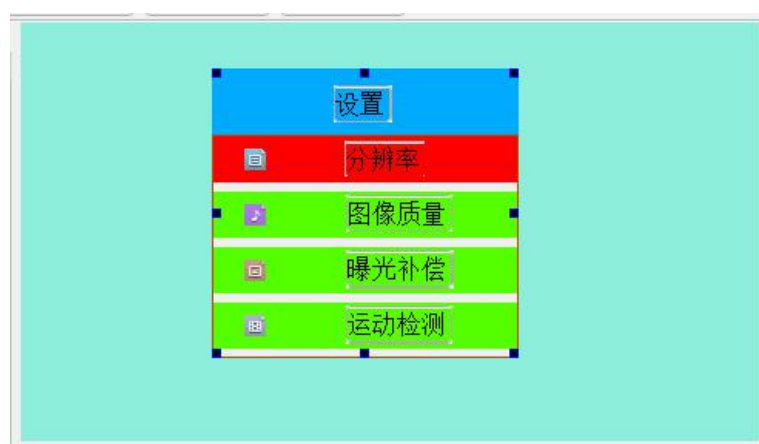 设置
分辨率
图像质量
曝光补偿
运动检测